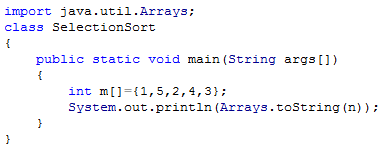 import java.util.Arrays;
class SelectionSort
{
    public static void main(String args[])
    {
        int m[]={1,5,2,4,3};
        System.out.println(Arrays.toString(n));
    }
}